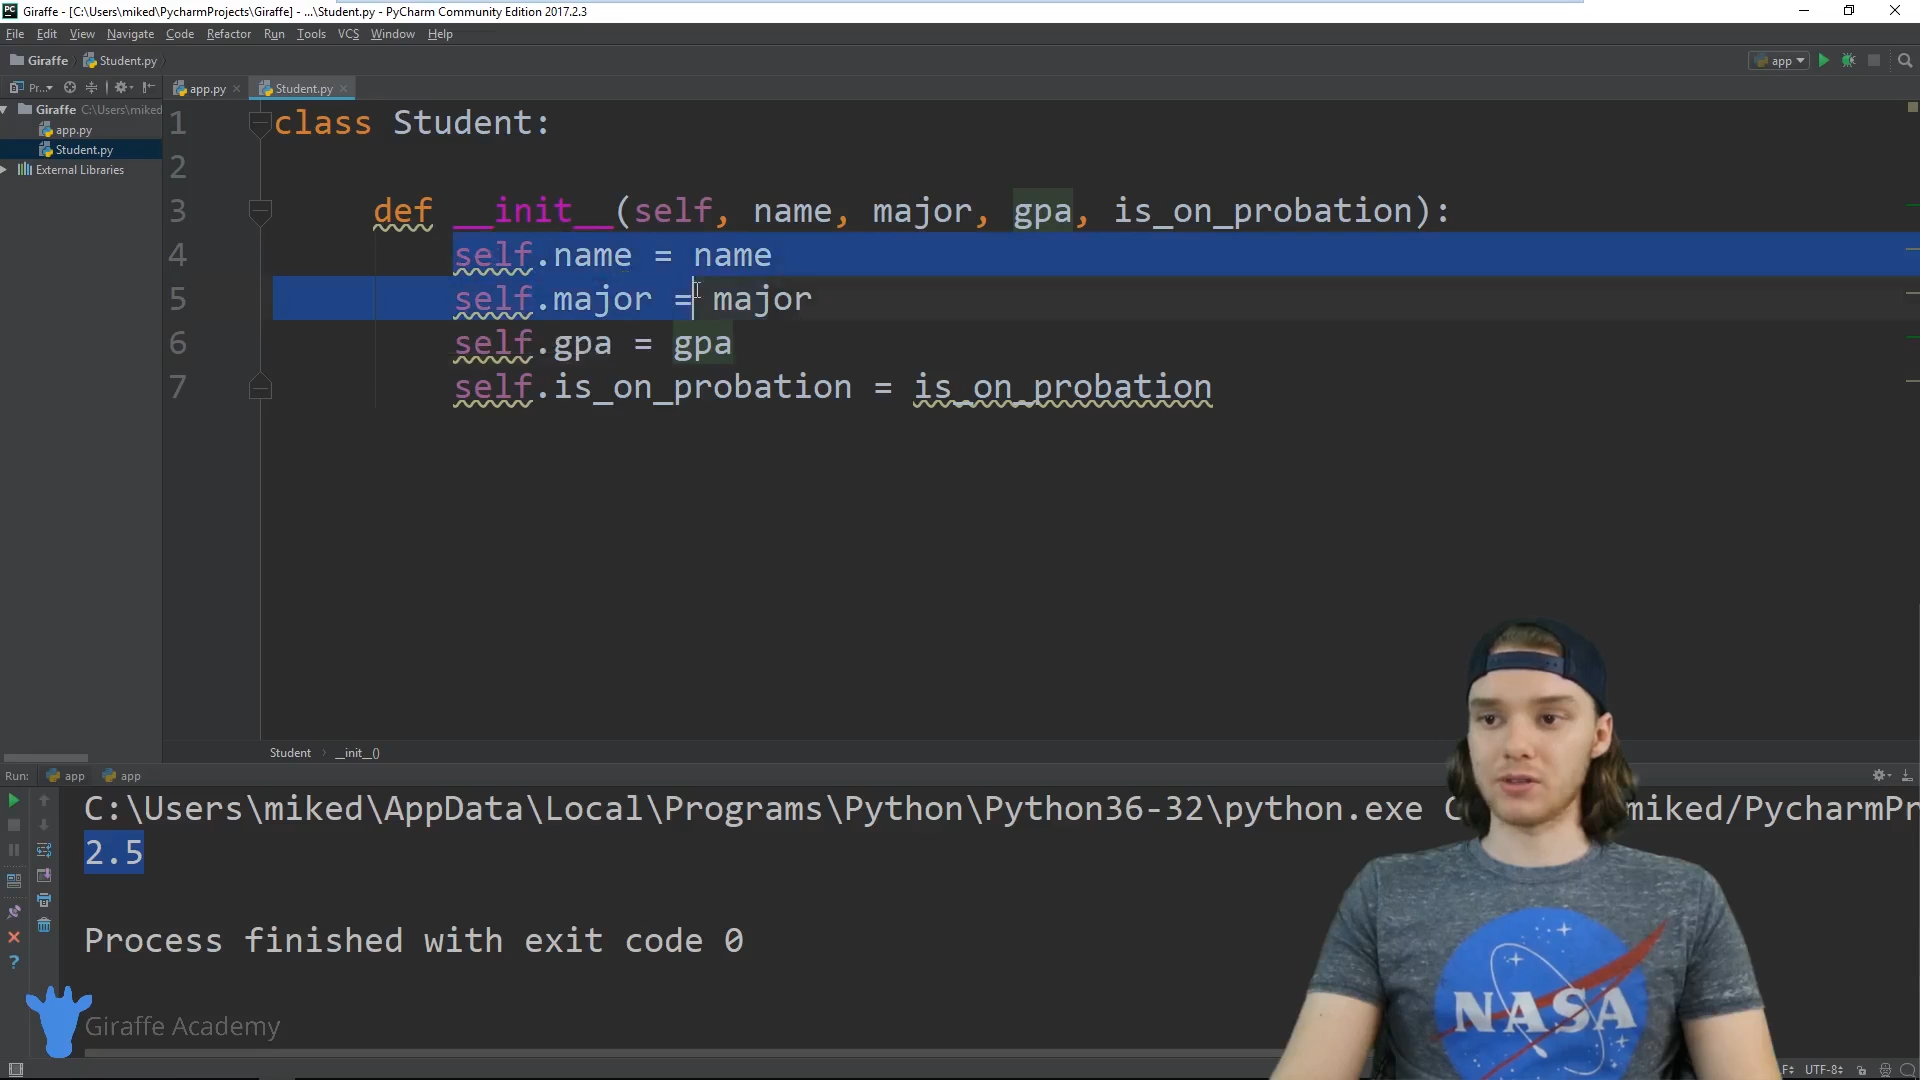 Giraffe - [C:\Users\miked\PycharmProjects\Giraffe] - ...\Student.py - PyCharm Community Edition 2017.2.3
File Edit View Navigate Code Refactor Run Tools VCS Window Help
Giraffe Student.py app
Pr... app.py Student.py
Giraffe C:\Users\miked
app.py
Student.py
External Libraries
1 class Student:
2
3 def __init__(self, name, major, gpa, is_on_probation):
4 self.name = name
5 self.major = major
6 self.gpa = gpa
7 self.is_on_probation = is_on_probation
Student __init__()
Run: app app
C:\Users\miked\AppData\Local\Programs\Python\Python36-32\python.exe C miked/PycharmPr
2.5
Process finished with exit code 0
Giraffe Academy
NASA
UTF-8